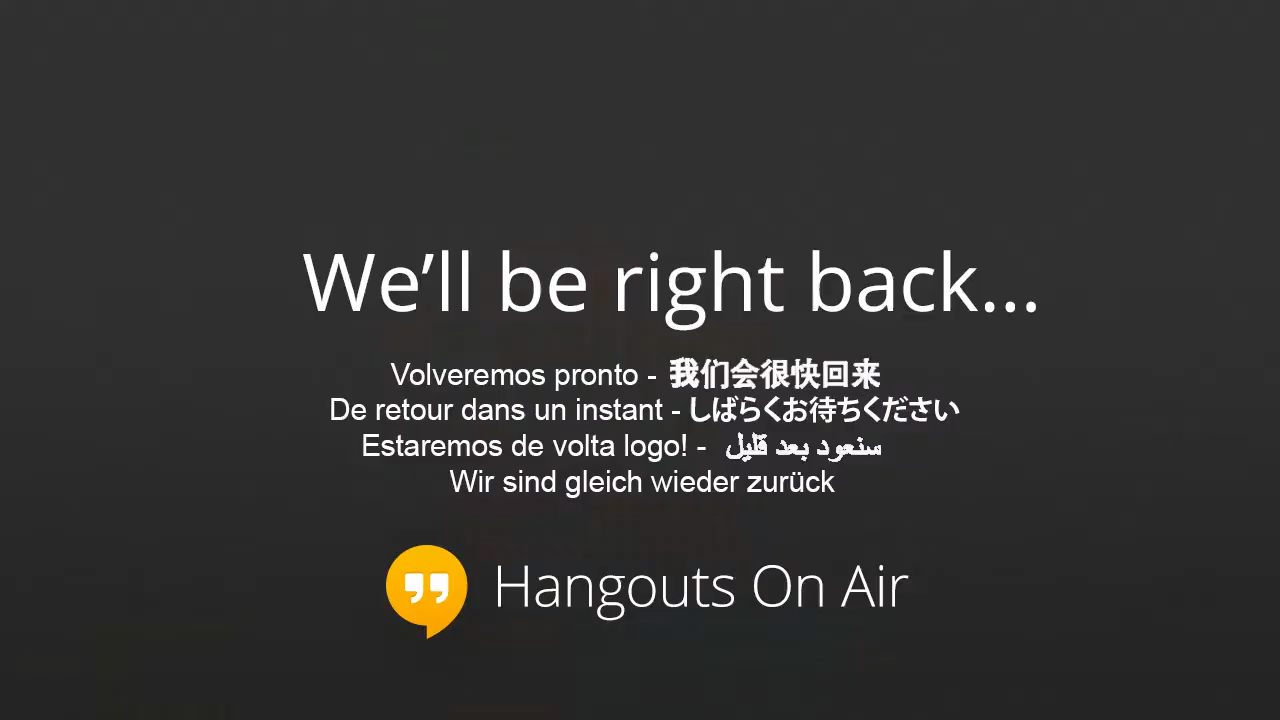 We’ll be right back...
Volveremos pronto - 我们会很快回来
De retour dans un instant - しばらくお待ちください
Estaremos de volta logo! - سنعود بعد قليل
Wir sind gleich wieder zurück
Hangouts On Air